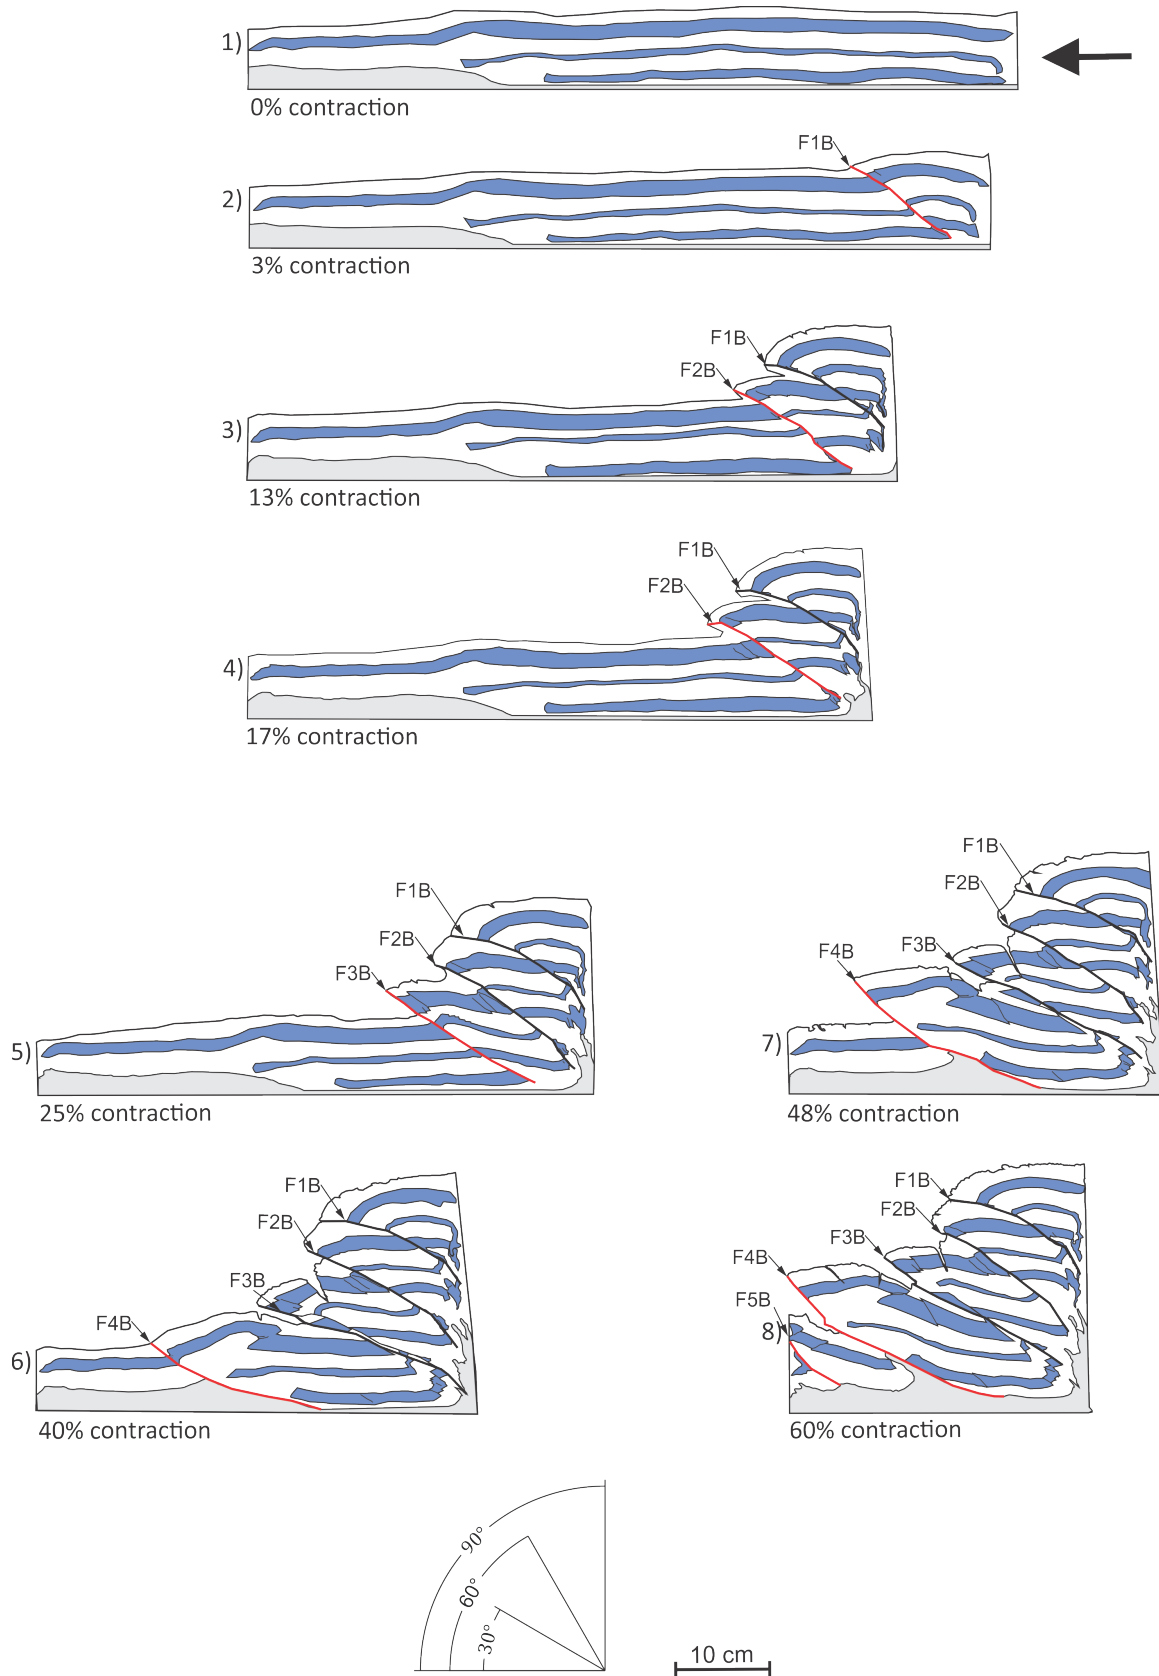 1)
0% contraction
F1B
2)
3% contraction
F1B
F2B
3)
13% contraction
F1B
F2B
4)
17% contraction
F1B
F2B
F3B
5)
25% contraction
F1B
F2B
F3B
F4B
7)
48% contraction
F1B
F2B
F3B
F4B
6)
40% contraction
F1B
F2B
F3B
F4B
F5B
8)
60% contraction
90°
60°
30°
10 cm